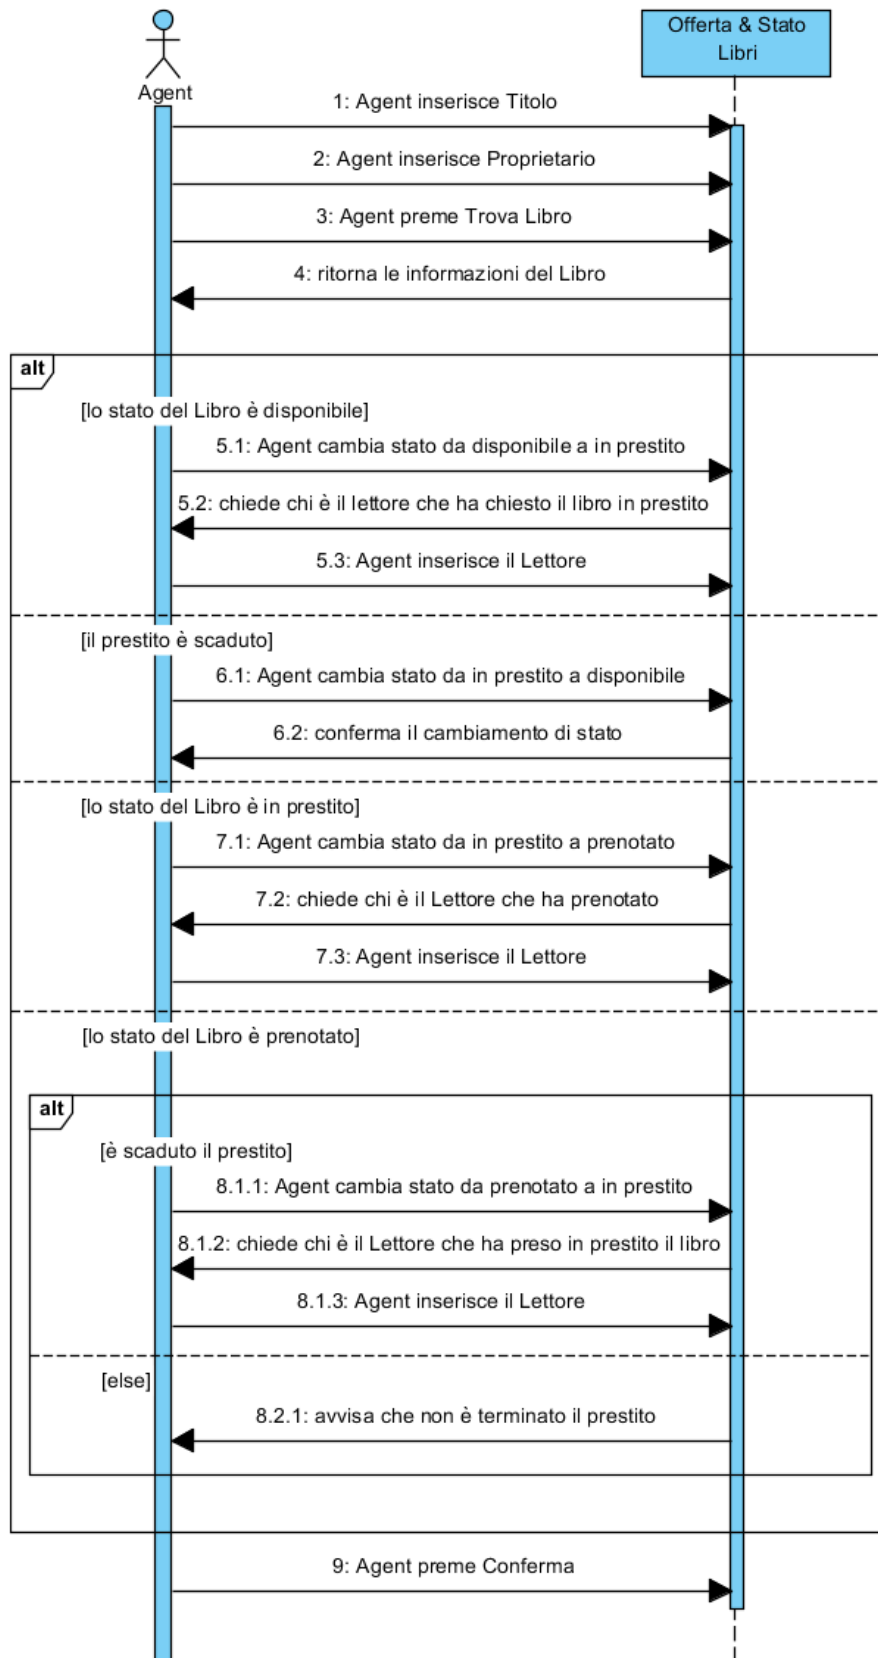 Offerta & Stato
Libri
Agent
1: Agent inserisce Titolo
2: Agent inserisce Proprietario
3: Agent preme Trova Libro
4: ritorna le informazioni del Libro
alt
[lo stato del Libro è disponibile]
5.1: Agent cambia stato da disponibile a in prestito
5.2: chiede chi è il lettore che ha chiesto il libro in prestito
5.3: Agent inserisce il Lettore
[il prestito è scaduto]
6.1: Agent cambia stato da in prestito a disponibile
6.2: conferma il cambiamento di stato
[lo stato del Libro è in prestito]
7.1: Agent cambia stato da in prestito a prenotato
7.2: chiede chi è il Lettore che ha prenotato
7.3: Agent inserisce il Lettore
[lo stato del Libro è prenotato]
alt
[è scaduto il prestito]
8.1.1: Agent cambia stato da prenotato a in prestito
8.1.2: chiede chi è il Lettore che ha preso in prestito il libro
8.1.3: Agent inserisce il Lettore
[else]
8.2.1: avvisa che non è terminato il prestito
9: Agent preme Conferma